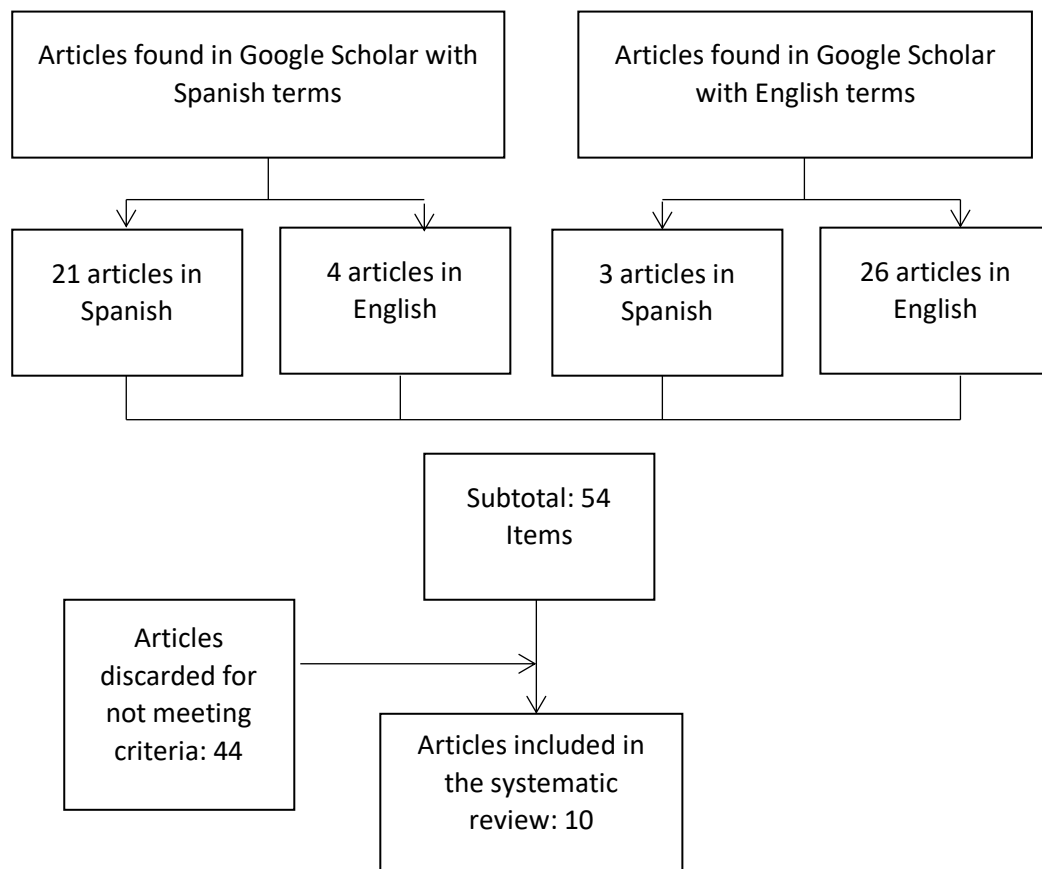 Articles found in Google Scholar with
Spanish terms
Articles found in Google Scholar
with English terms
21 articles in
Spanish
4 articles in
English
3 articles in
Spanish
26 articles in
English
Subtotal: 54
Items
Articles
discarded for
not meeting
criteria: 44
Articles included in
the systematic
review: 10